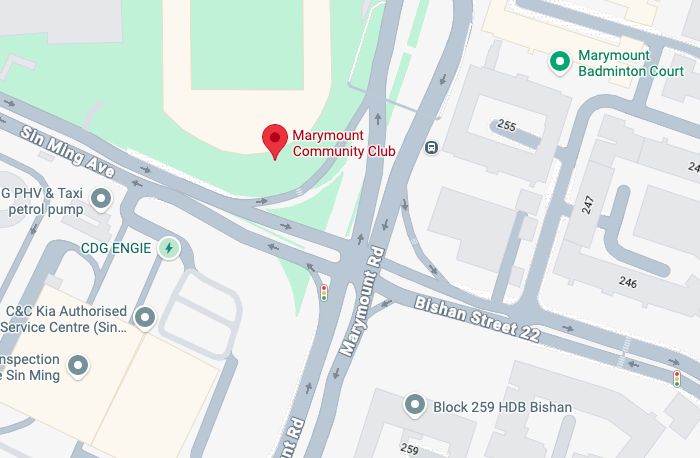 Marymount
Badminton Court
255
Sin Ming Ave
Marymount
Community Club
24
G PHV & Taxi
petrol pump
247
CDG ENGIE
246
Marymount Rd
Bishan Street 22
C&C Kia Authorised
Service Centre (Sin...
nspection
e Sin Ming
Block 259 HDB Bishan
259
nt Rd